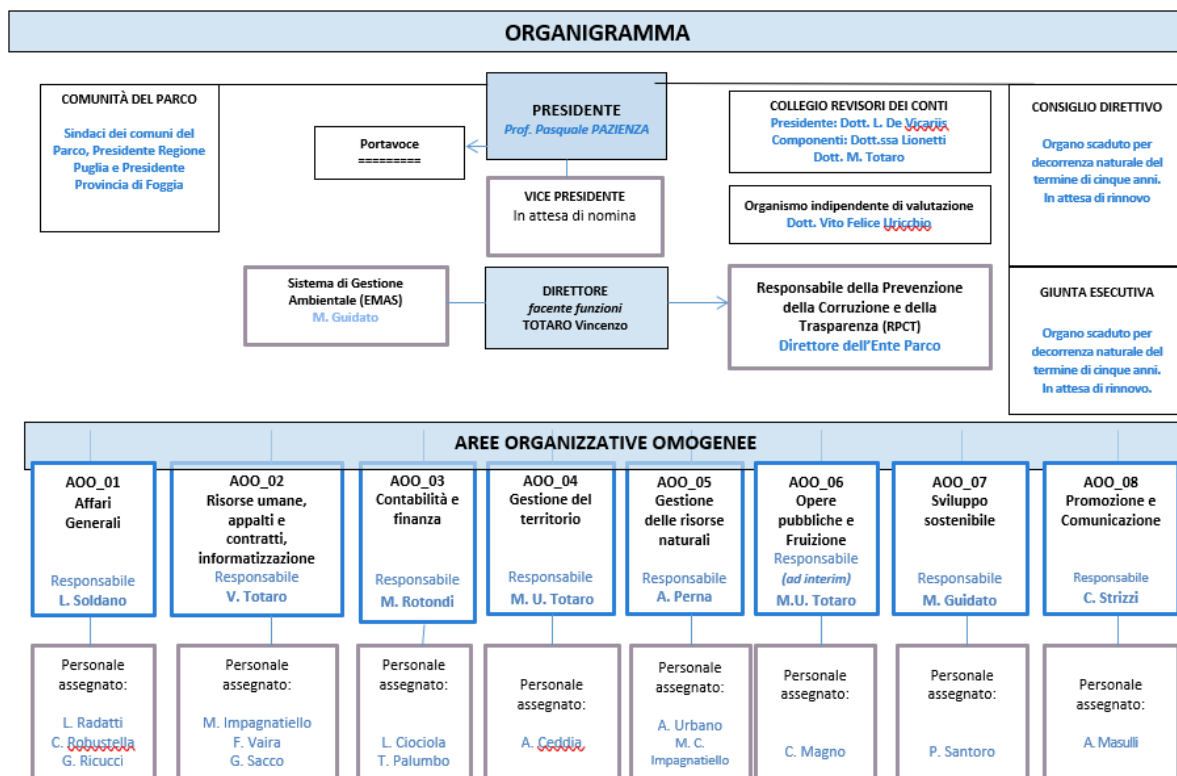 ORGANIGRAMMA
COMUNITÀ DEL PARCO
Sindaci dei comuni del
Parco, Presidente Regione
Puglia e Presidente
Provincia di Foggia
Portavoce
=========
PRESIDENTE
Prof. Pasquale PAZIENZA
VICE PRESIDENTE
In attesa di nomina
COLLEGIO REVISORI DEI CONTI
Presidente: Dott. L. De Vicariis
Componenti: Dott.ssa Lionetti
Dott. M. Totaro
Organismo indipendente di valutazione
Dott. Vito Felice Uricchio
CONSIGLIO DIRETTIVO
Organo scaduto per
decorrenza naturale del
termine di cinque anni.
In attesa di rinnovo
Sistema di Gestione
Ambientale (EMAS)
M. Guidato
DIRETTORE
facente funzioni
TOTARO Vincenzo
Responsabile della Prevenzione
della Corruzione e della
Trasparenza (RPCT)
Direttore dell'Ente Parco
GIUNTA ESECUTIVA
Organo scaduto per
decorrenza naturale del
termine di cinque anni.
In attesa di rinnovo.
AREE ORGANIZZATIVE OMOGENEE
AOO_01
Affari
Generali
Responsabile
L. Soldano
AOO_02
Risorse umane,
appalti e
contratti,
informatizzazione
Responsabile
V. Totaro
AOO_03
Contabilità e
finanza
Responsabile
M. Rotondi
AOO_04
Gestione del
territorio
Responsabile
M. U. Totaro
AOO_05
Gestione
delle risorse
naturali
Responsabile
A. Perna
AOO_06
Opere
pubbliche e
Fruizione
Responsabile
(ad interim)
M.U. Totaro
AOO_07
Sviluppo
sostenibile
Responsabile
M. Guidato
AOO_08
Promozione e
Comunicazione
Responsabile
C. Strizzi
Personale
assegnato:
L. Radatti
C. Robustella
G. Ricucci
Personale
assegnato:
M. Impagnatiello
F. Vaira
G. Sacco
Personale
assegnato:
L. Ciociola
T. Palumbo
Personale
assegnato:
A. Ceddia
Personale
assegnato:
A. Urbano
M. C.
Impagnatiello
Personale
assegnato:
C. Magno
Personale
assegnato:
P. Santoro
Personale
assegnato:
A. Masulli